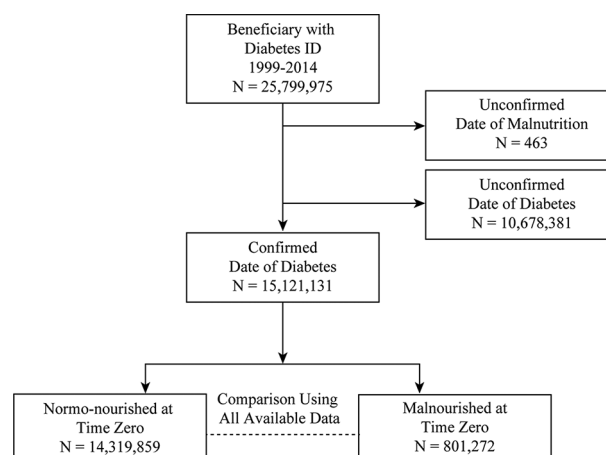 Beneficiary with
Diabetes ID
1999-2014
N = 25,799,975
Unconfirmed
Date of Malnutrition
N = 463
Unconfirmed
Date of Diabetes
N = 10,678,381
Confirmed
Date of Diabetes
N = 15,121,131
Normo-nourished at
Time Zero
N = 14,319,859
Comparison Using
All Available Data
Malnourished at
Time Zero
N = 801,272